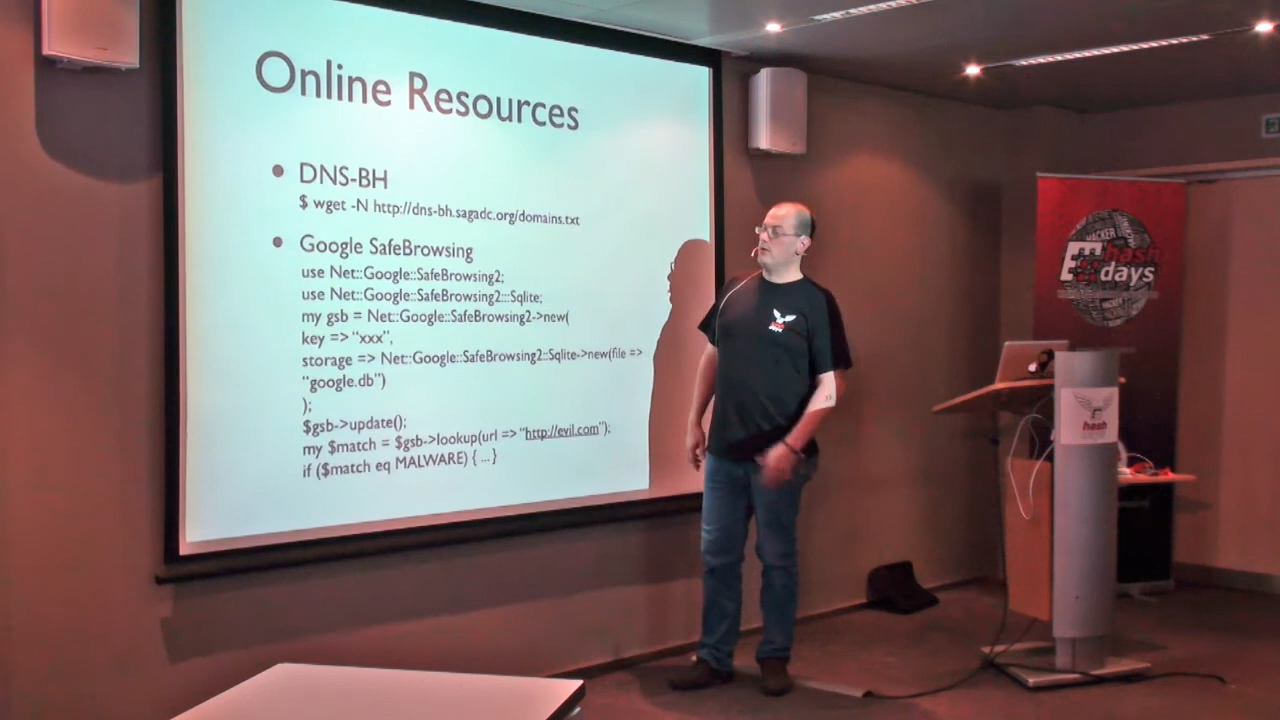 Online Resources
• DNS-BH
$ wget -N http://dns-bh.sagadc.org/domains.txt
• Google SafeBrowsing
use Net::Google::SafeBrowsing2;
use Net::Google::SafeBrowsing2:::Sqlite;
my gsb = Net::Google::SafeBrowsing2->new(
key => “xxx”,
storage => Net::Google::SafeBrowsing2::Sqlite->new(file =>
“google.db”)
);
$gsb->update();
my $match = $gsb->lookup(url => “http://evil.com”);
if ($match eq MALWARE) { ... }
HACKER
hash
days
hash